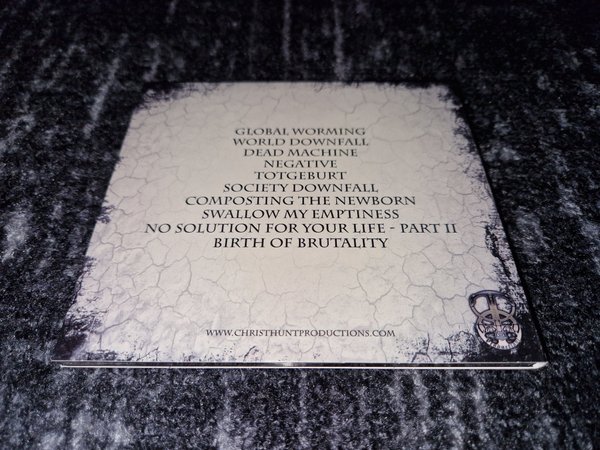 GLOBAL WORMING
WORLD DOWNFALL
DEAD MACHINE
NEGATIVE
TOTGEBURT
SOCIETY DOWNFALL
COMPOSTING THE NEWBORN
SWALLOW MY EMPTINESS
NO SOLUTION FOR YOUR LIFE - PART II
BIRTH OF BRUTALITY
WWW.CHRISTHUNTPRODUCTIONS.COM